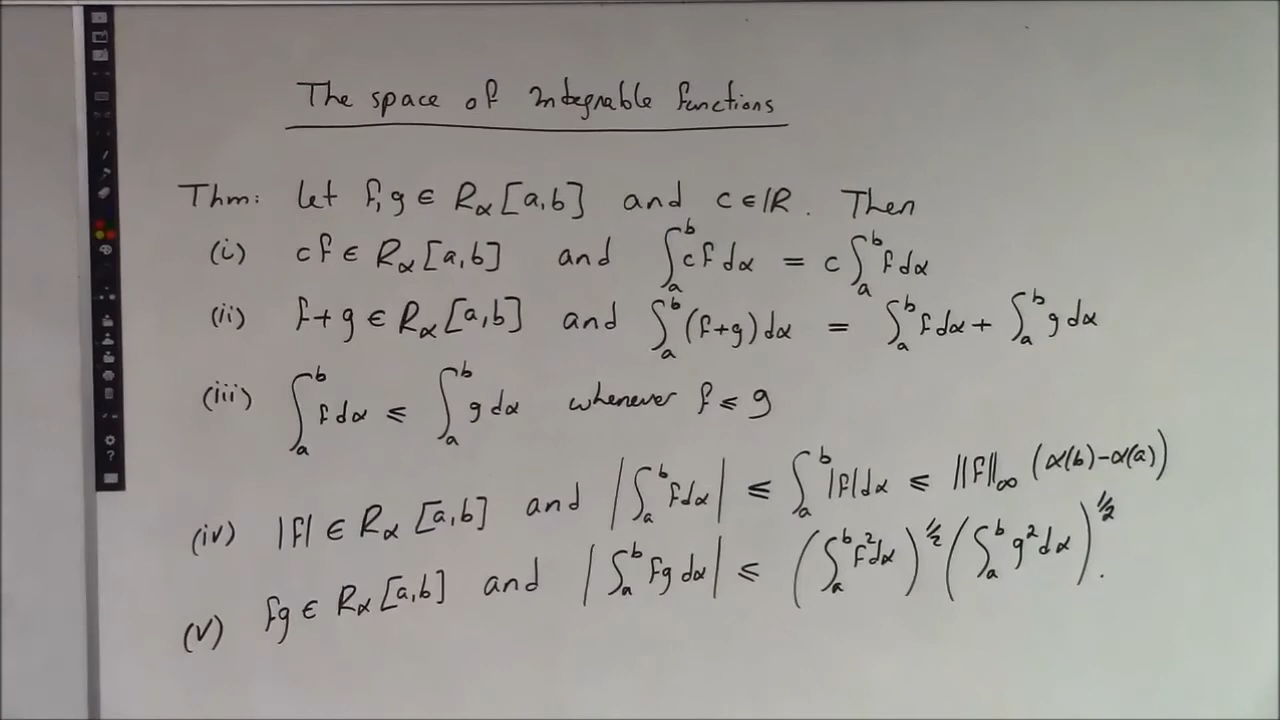 The space of integrable functions
Thm: let f,g ∈ R_α[a,b] and c∈ℝ. Then
(i) cf ∈ R_α[a,b] and ∫_a^b cf dα = c∫_a^b f dα
(ii) f+g ∈ R_α[a,b] and ∫_a^b (f+g)dα = ∫_a^b f dα + ∫_a^b g dα
(iii) ∫_a^b f dα ≤ ∫_a^b g dα whenever f ≤ g
(iv) |f| ∈ R_α[a,b] and |∫_a^b f dα| ≤ ∫_a^b |f| dα ≤ ||f||_∞ (α(b)-α(a))
(v) fg ∈ R_α[a,b] and |∫_a^b fg dα| ≤ (∫_a^b f² dα)^{1/2} (∫_a^b g² dα)^{1/2}.